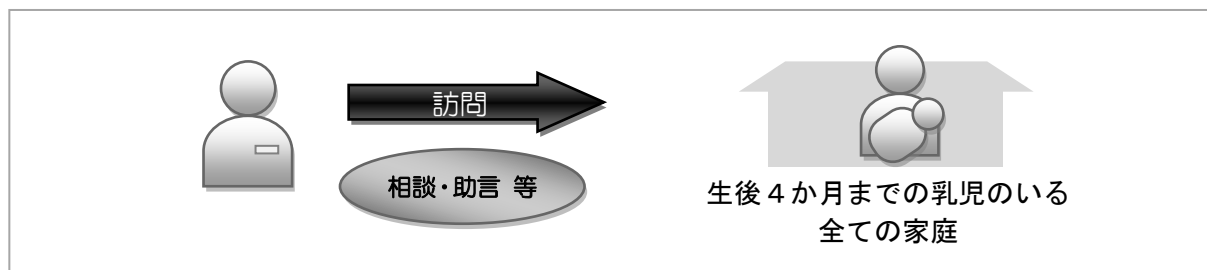 訪問
相談・助言 等
生後４か月までの乳児のいる
全ての家庭